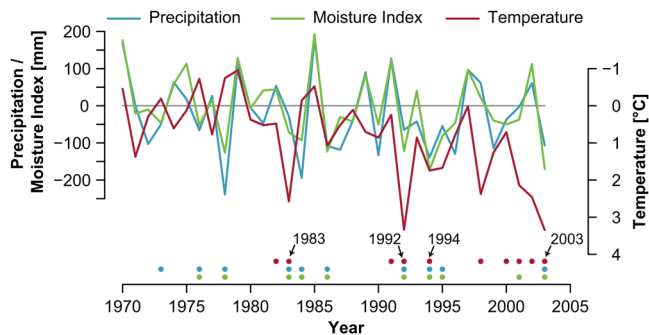 Precipitation Moisture Index Temperature
Precipitation /
Moisture Index [mm]
200
100
0
−100
−200
−1
0
1
2
3
4
Temperature [°C]
1983 1992 1994 2003
1970 1975 1980 1985 1990 1995 2000 2005
Year